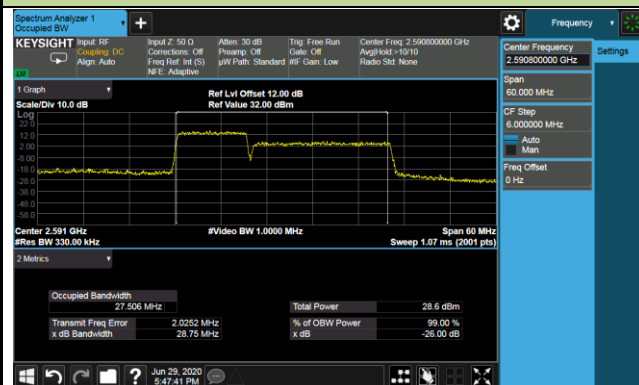 Spectrum Analyzer 1
Occupied BW
Frequency
KEYSIGHT
Input: RF
Coupling: DC
Align: Auto
Input Z: 50 Ω
Corrections: Off
Freq Ref: Int (S)
NFE: Adaptive
Atten: 30 dB
Preamp: Off
µW Path: Standard
Trig: Free Run
Gate: Off
#IF Gain: Low
Center Freq: 2.590800000 GHz
Avg|Hold:>10/10
Radio Std: None
Center Frequency
2.590800000 GHz
Settings
Span
60.000 MHz
CF Step
6.000000 MHz
Auto
Man
Freq Offset
0 Hz
1 Graph
Scale/Div 10.0 dB
Ref Lvl Offset 12.00 dB
Ref Value 32.00 dBm
Log
22.0
12.0
2.00
-8.00
-18.0
-28.0
-38.0
-48.0
-58.0
Center 2.591 GHz
#Res BW 330.00 kHz
#Video BW 1.0000 MHz
Span 60 MHz
Sweep 1.07 ms (2001 pts)
2 Metrics
Occupied Bandwidth
27.506 MHz
Total Power
28.6 dBm
Transmit Freq Error
2.0252 MHz
% of OBW Power
99.00 %
x dB Bandwidth
28.75 MHz
x dB
-26.00 dB
Jun 29, 2020
5:47:41 PM